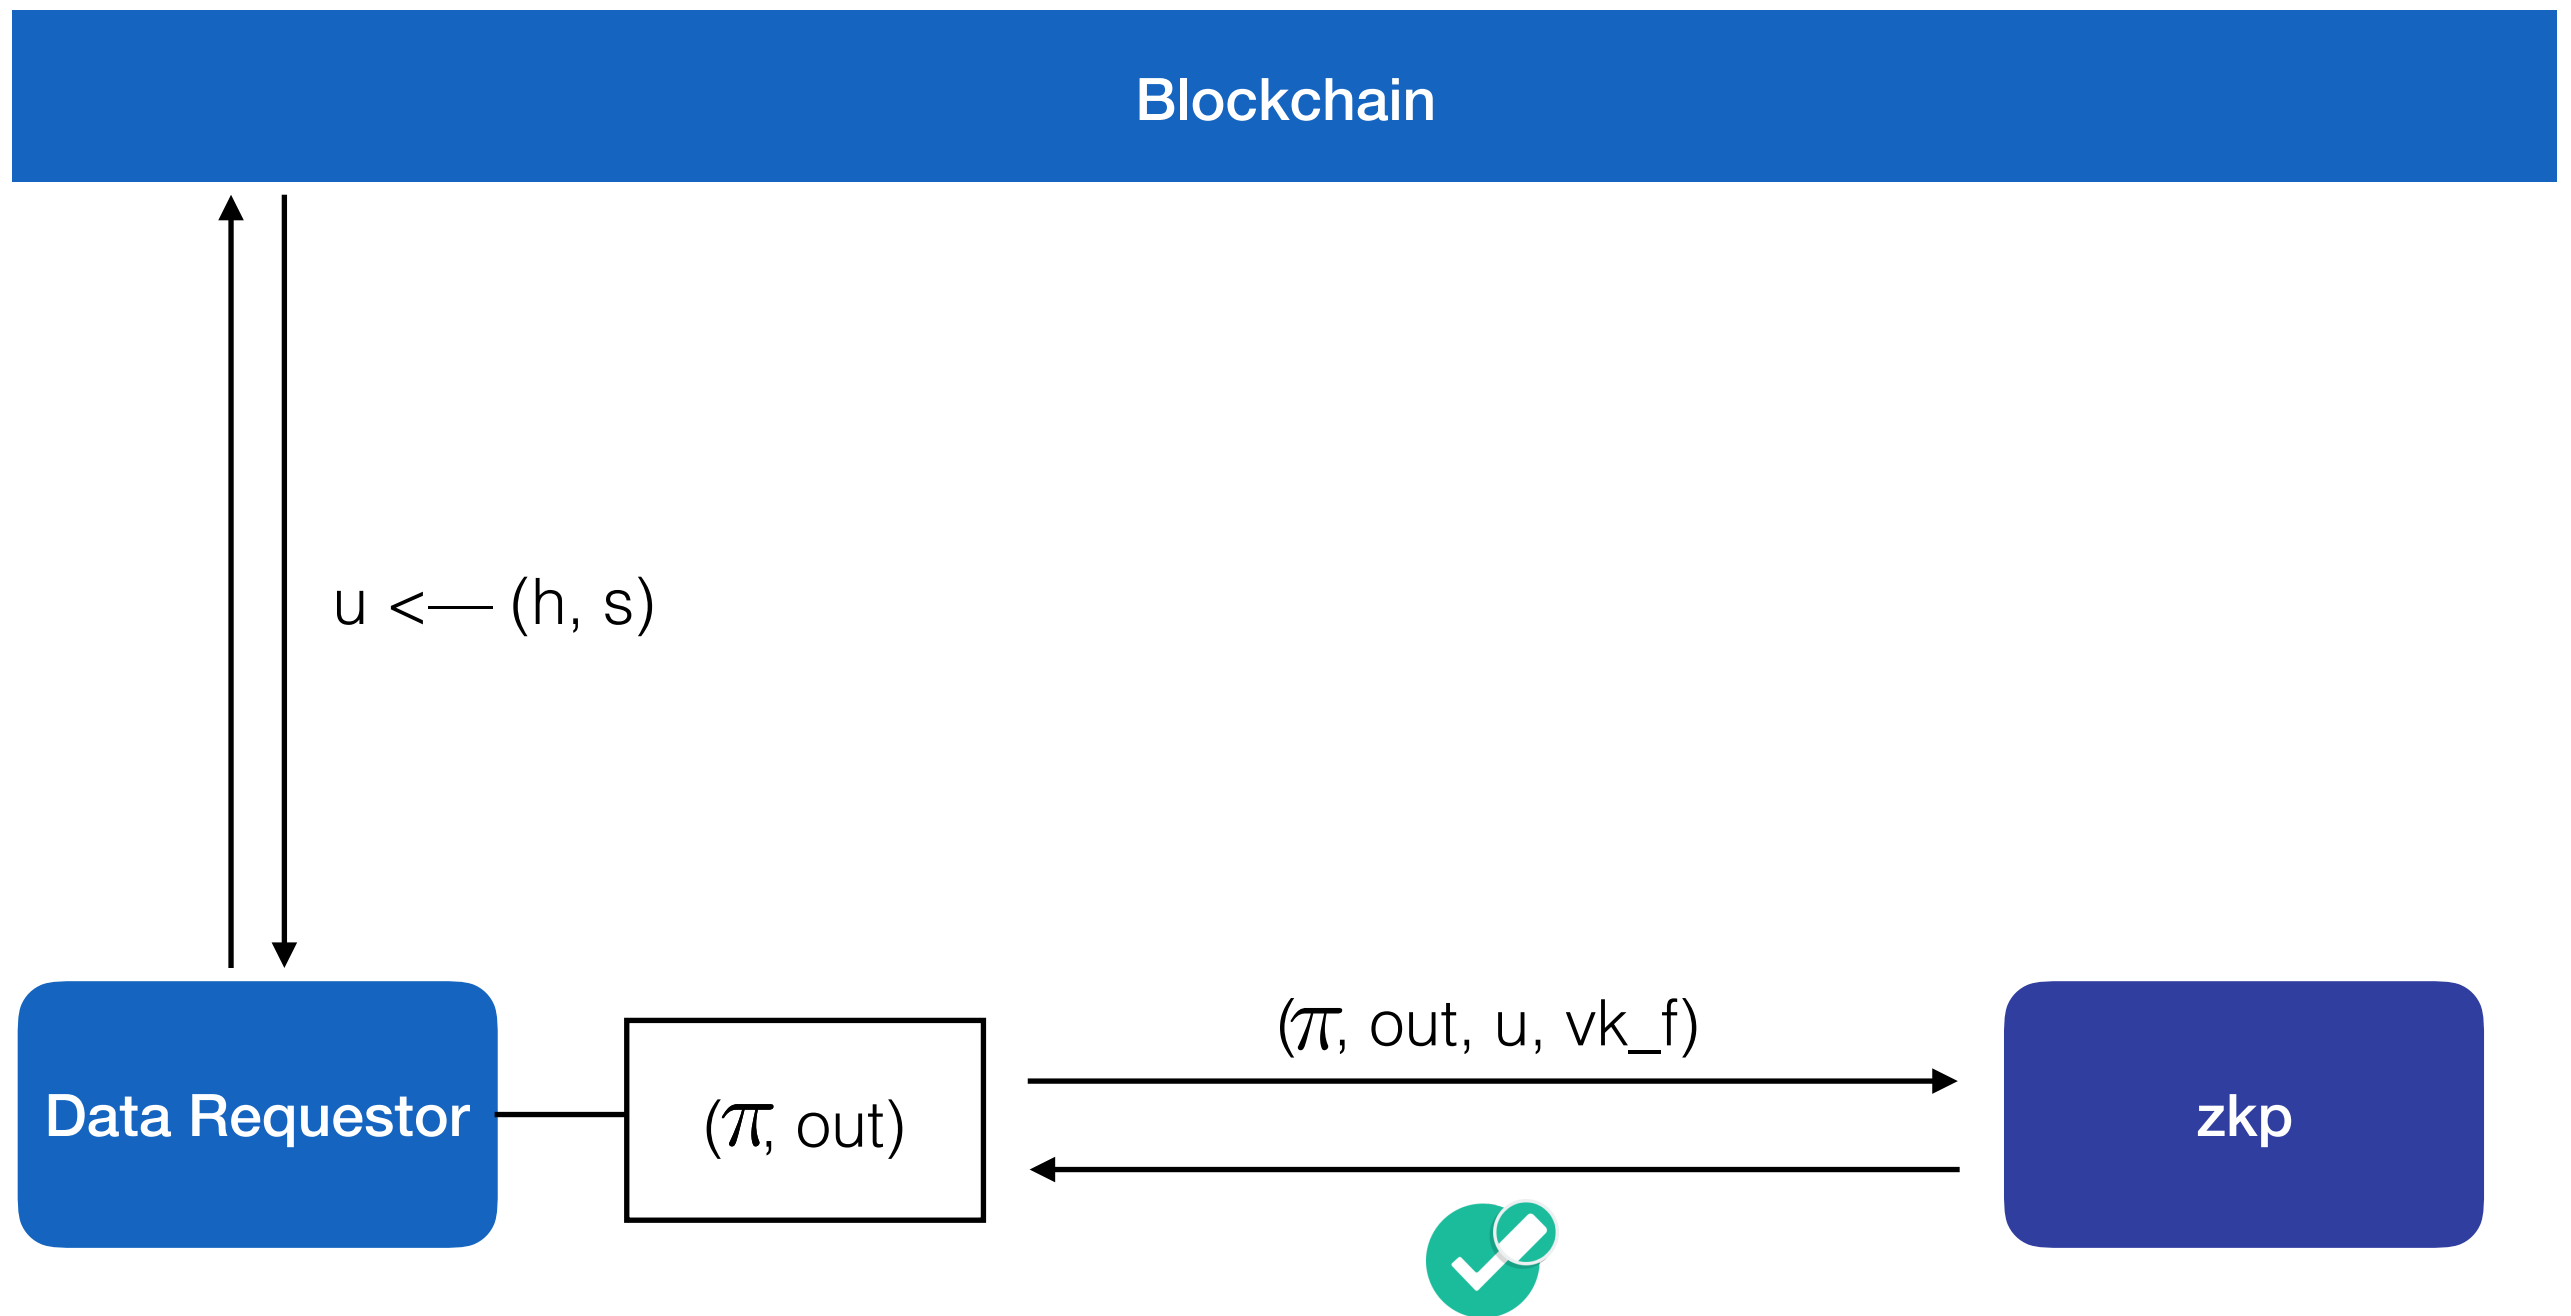 Blockchain
u <— (h, s)
(π, out, u, vk_f)
Data Requestor
(π, out)
zkp